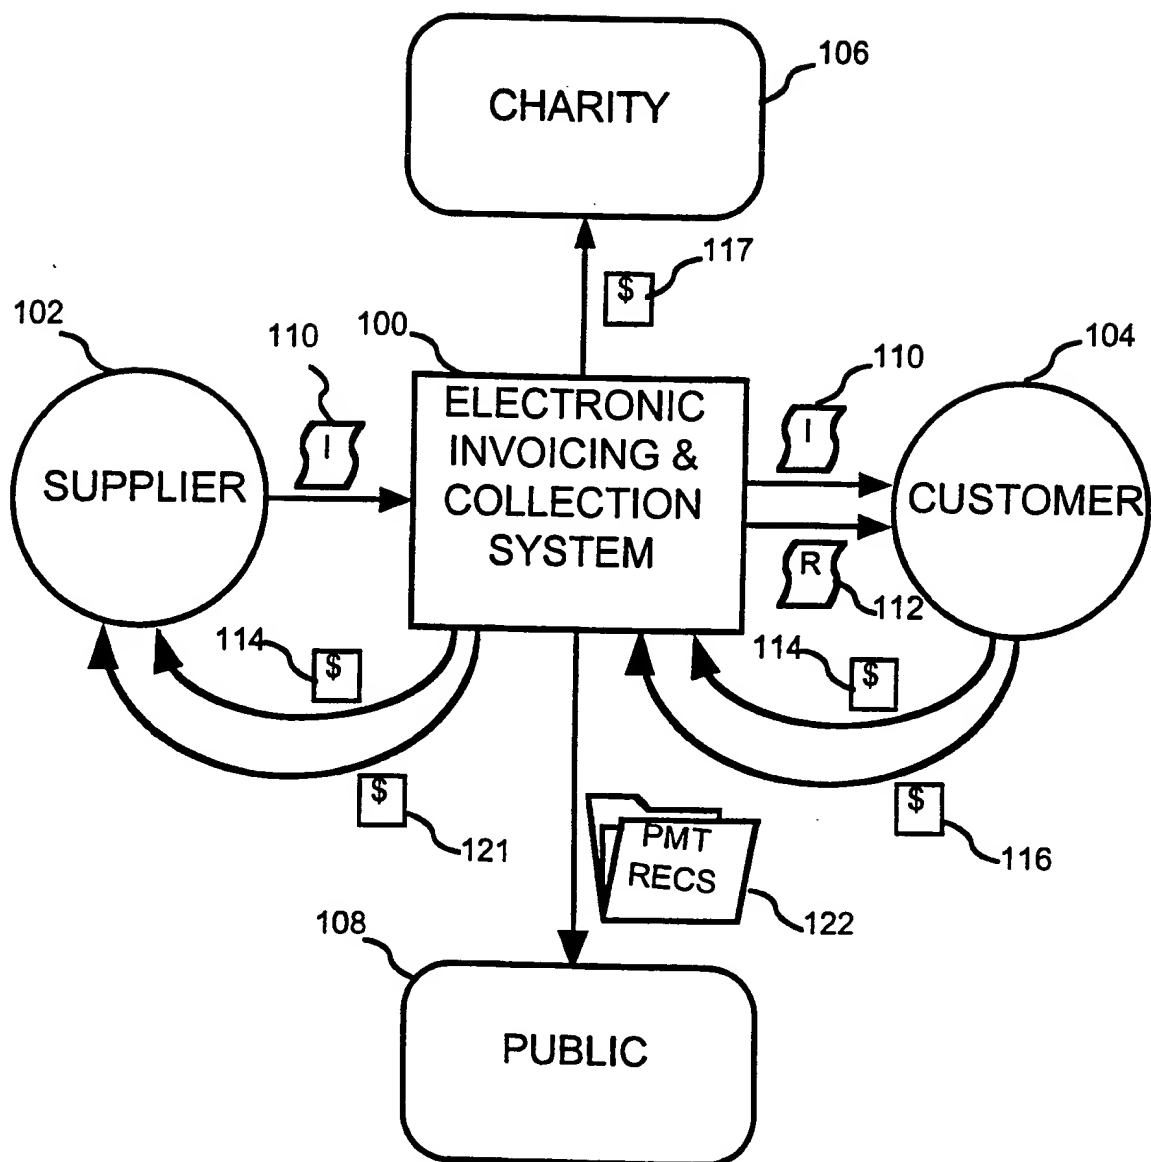 106
CHARITY
117
$
102
110
100
110
104
ELECTRONIC
INVOICING &
COLLECTION
SYSTEM
I
I
SUPPLIER
CUSTOMER
R
112
114
$
114
$
$
121
$
116
PMT
RECS
122
108
PUBLIC